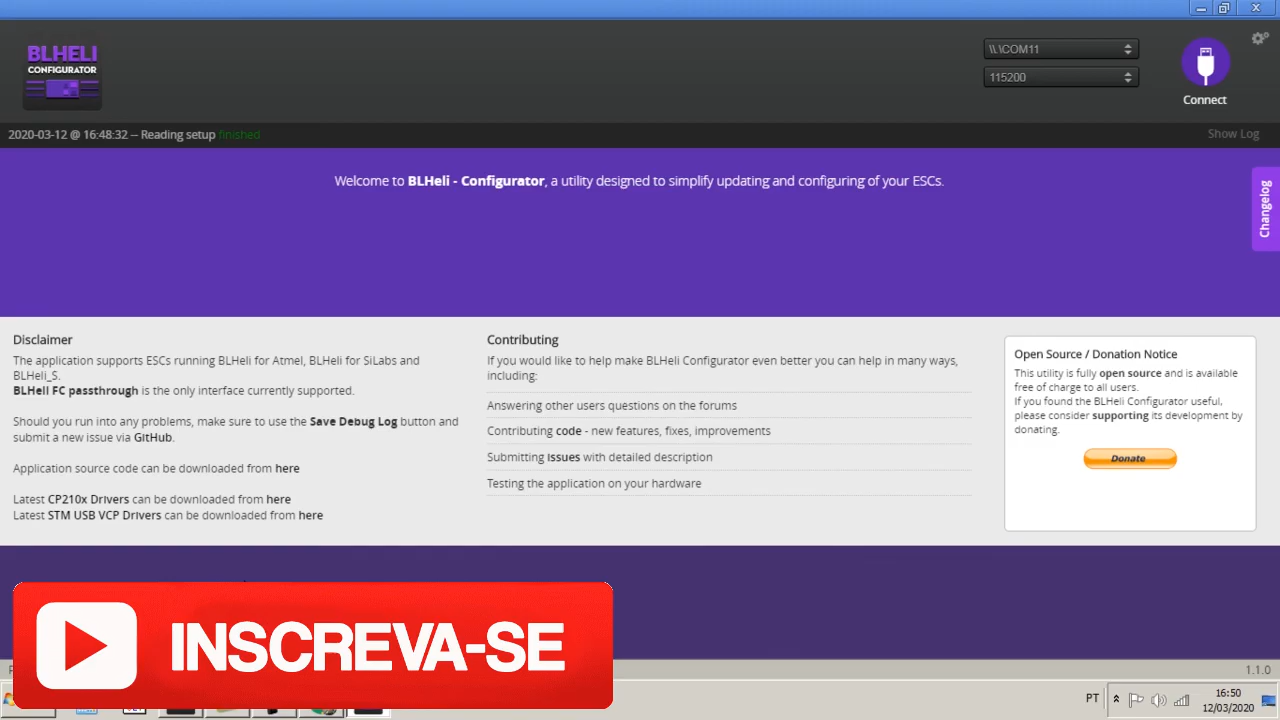 BLHELI
CONFIGURATOR
\\.\COM11
115200
Connect
2020-03-12 @ 16:48:32 -- Reading setup finished
Show Log
Welcome to BLHeli - Configurator, a utility designed to simplify updating and configuring of your ESCs.
Changelog
Disclaimer
The application supports ESCs running BLHeli for Atmel, BLHeli for SiLabs and
BLHeli_S.
BLHeli FC passthrough is the only interface currently supported.
Should you run into any problems, make sure to use the Save Debug Log button and
submit a new issue via GitHub.
Application source code can be downloaded from here
Latest CP210x Drivers can be downloaded from here
Latest STM USB VCP Drivers can be downloaded from here
Contributing
If you would like to help make BLHeli Configurator even better you can help in many ways,
including:
Answering other users questions on the forums
Contributing code - new features, fixes, improvements
Submitting issues with detailed description
Testing the application on your hardware
Open Source / Donation Notice
This utility is fully open source and is available
free of charge to all users.
If you found the BLHeli Configurator useful,
please consider supporting its development by
donating.
Donate
INSCREVA-SE
1.1.0
PT
16:50
12/03/2020